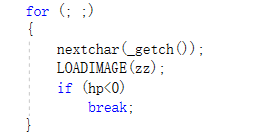 for (; ;)
{
    nextchar(_getch());
    LOADIMAGE(zz);
    if (hp<0)
        break;
}